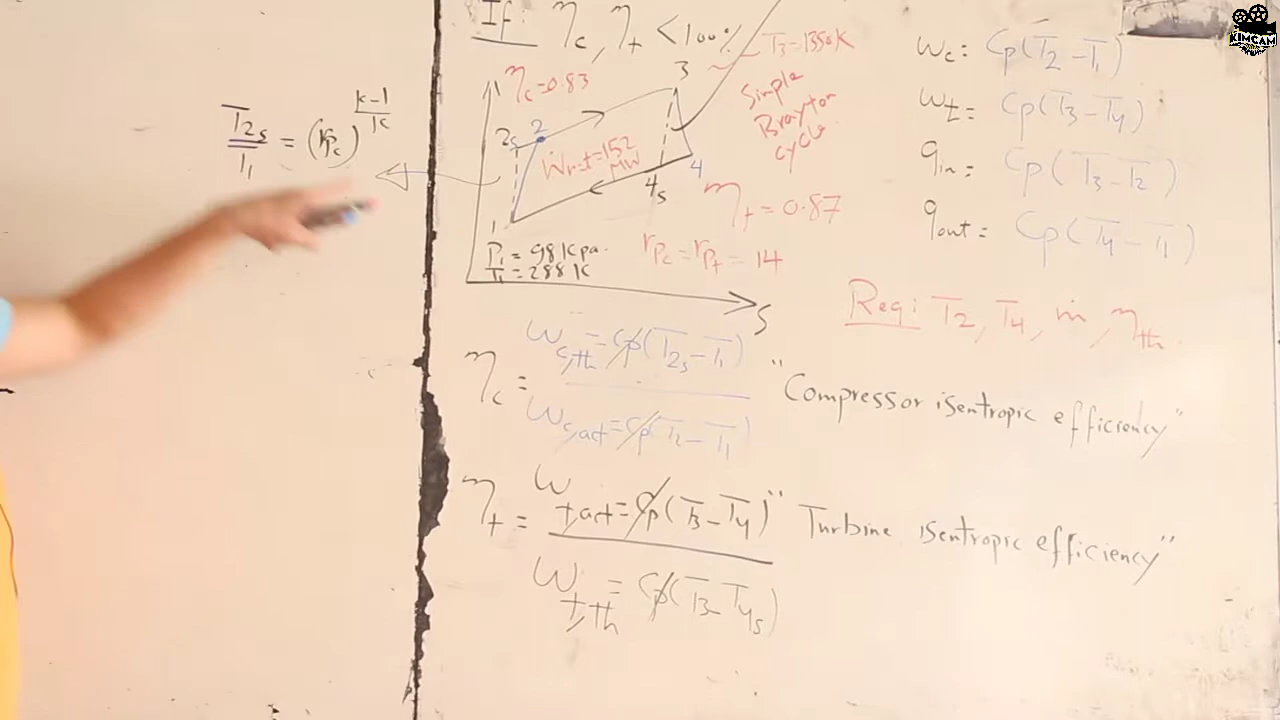 If: ηc, ηt < 100%
T3 = 1350K
ηc = 0.83
3
Simple
Brayton
cycle.
2s 2
Ẇnet = 152
MW
4s
4
1
ηt = 0.87
P1 = 98 kpa.
T1 = 288 K
rPc = rPt = 14
S
T2s/T1 = (rPc)^((k-1)/k)
wc: Cp(T2 - T1)
wt = Cp(T3 - T4)
qin = Cp(T3 - T2)
qout = Cp(T4 - T1)
Req: T2, T4, ṁ, ηth.
ηc = (wc,th = Cp(T2s - T1)) / (wc,act = Cp(T2 - T1))
"Compressor isentropic efficiency"
ηt = (wt,act = Cp(T3 - T4)) / (wt,th = Cp(T3 - T4s))
"Turbine isentropic efficiency"
KIMCAM